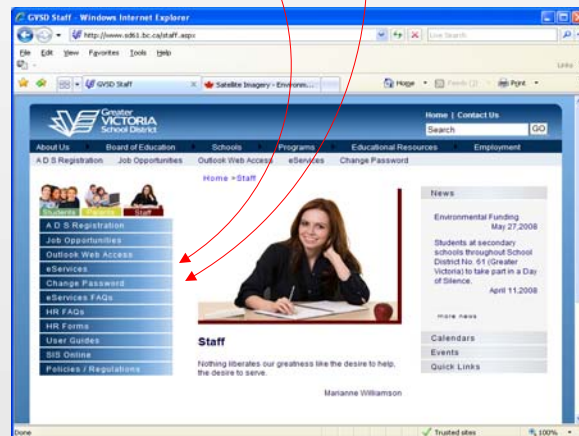 GVSD Staff - Windows Internet Explorer
http://www.sd61.bc.ca/staff.aspx
Live Search
File Edit View Favorites Tools Help
Links
GVSD Staff
Satellite Imagery - Environm...
Home
Feeds
Print
Greater
VICTORIA
School District
Home | Contact Us
Search GO
About Us Board of Education Schools Programs Educational Resources Employment
A D S Registration Job Opportunities Outlook Web Access eServices Change Password
Home >Staff
Students Parents Staff
A D S Registration
Job Opportunities
Outlook Web Access
eServices
Change Password
eServices FAQs
HR FAQs
HR Forms
User Guides
SIS Online
Policies / Regulations
Staff
Nothing liberates our greatness like the desire to help,
the desire to serve.
Marianne Williamson
News
Environmental Funding
May 27,2008
Students at secondary
schools throughout School
District No. 61 (Greater
Victoria) to take part in a Day
of Silence.
April 11,2008
more news
Calendars
Events
Quick Links
Done
Trusted sites
100%